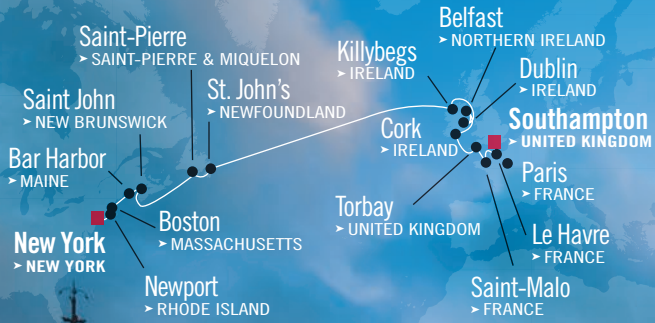 Belfast
➤ NORTHERN IRELAND
Saint-Pierre
➤ SAINT-PIERRE & MIQUELON
Killybegs
➤ IRELAND
Dublin
➤ IRELAND
Saint John
➤ NEW BRUNSWICK
St. John's
➤ NEWFOUNDLAND
Southampton
➤ UNITED KINGDOM
Cork
➤ IRELAND
Bar Harbor
➤ MAINE
Paris
➤ FRANCE
Torbay
➤ UNITED KINGDOM
Boston
➤ MASSACHUSETTS
Le Havre
➤ FRANCE
New York
➤ NEW YORK
Newport
➤ RHODE ISLAND
Saint-Malo
➤ FRANCE